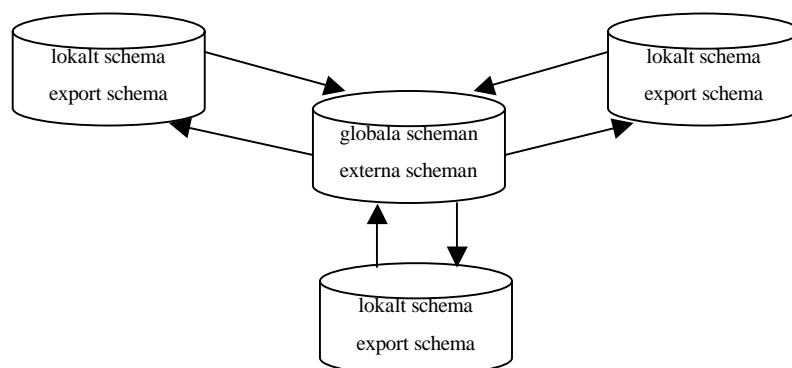 lokalt schema
export schema
lokalt schema
export schema
globala scheman
externa scheman
lokalt schema
export schema